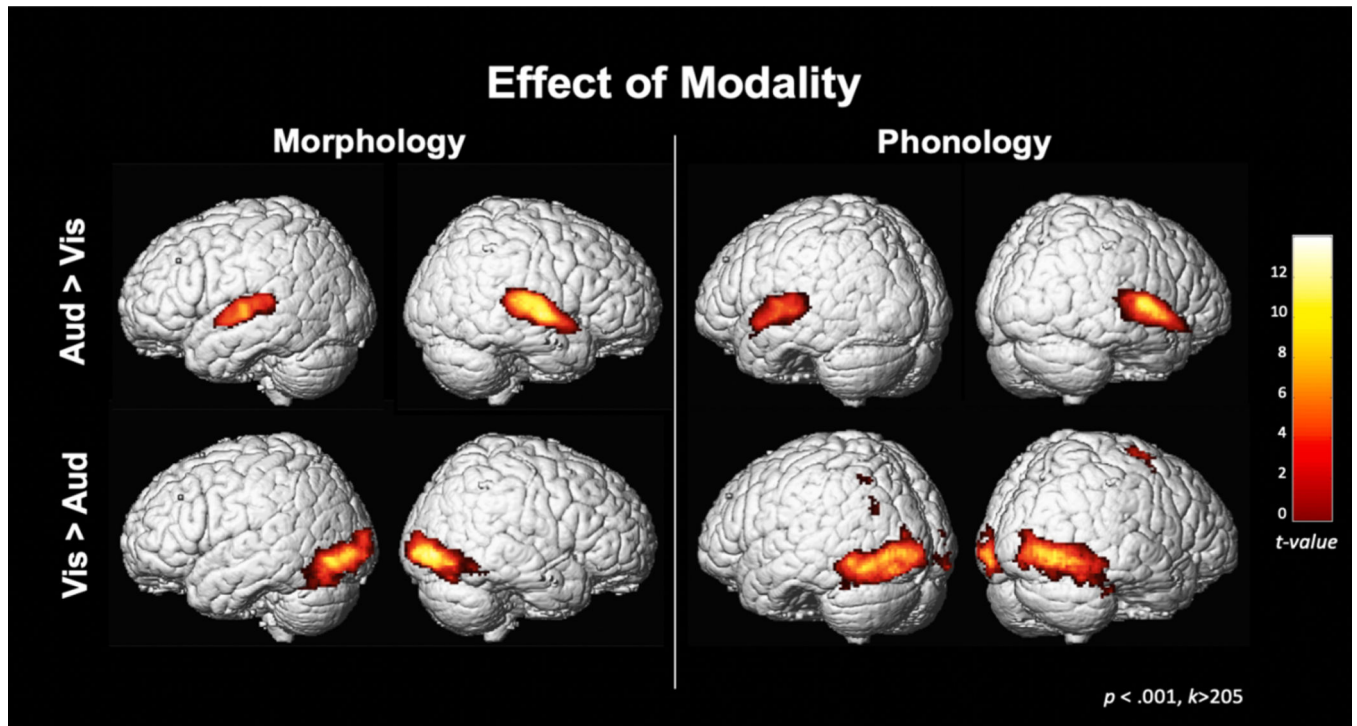 Effect of Modality
Morphology
Phonology
Aud > Vis
Vis > Aud
12
10
8
6
4
2
0
t-value
p < .001, k>205